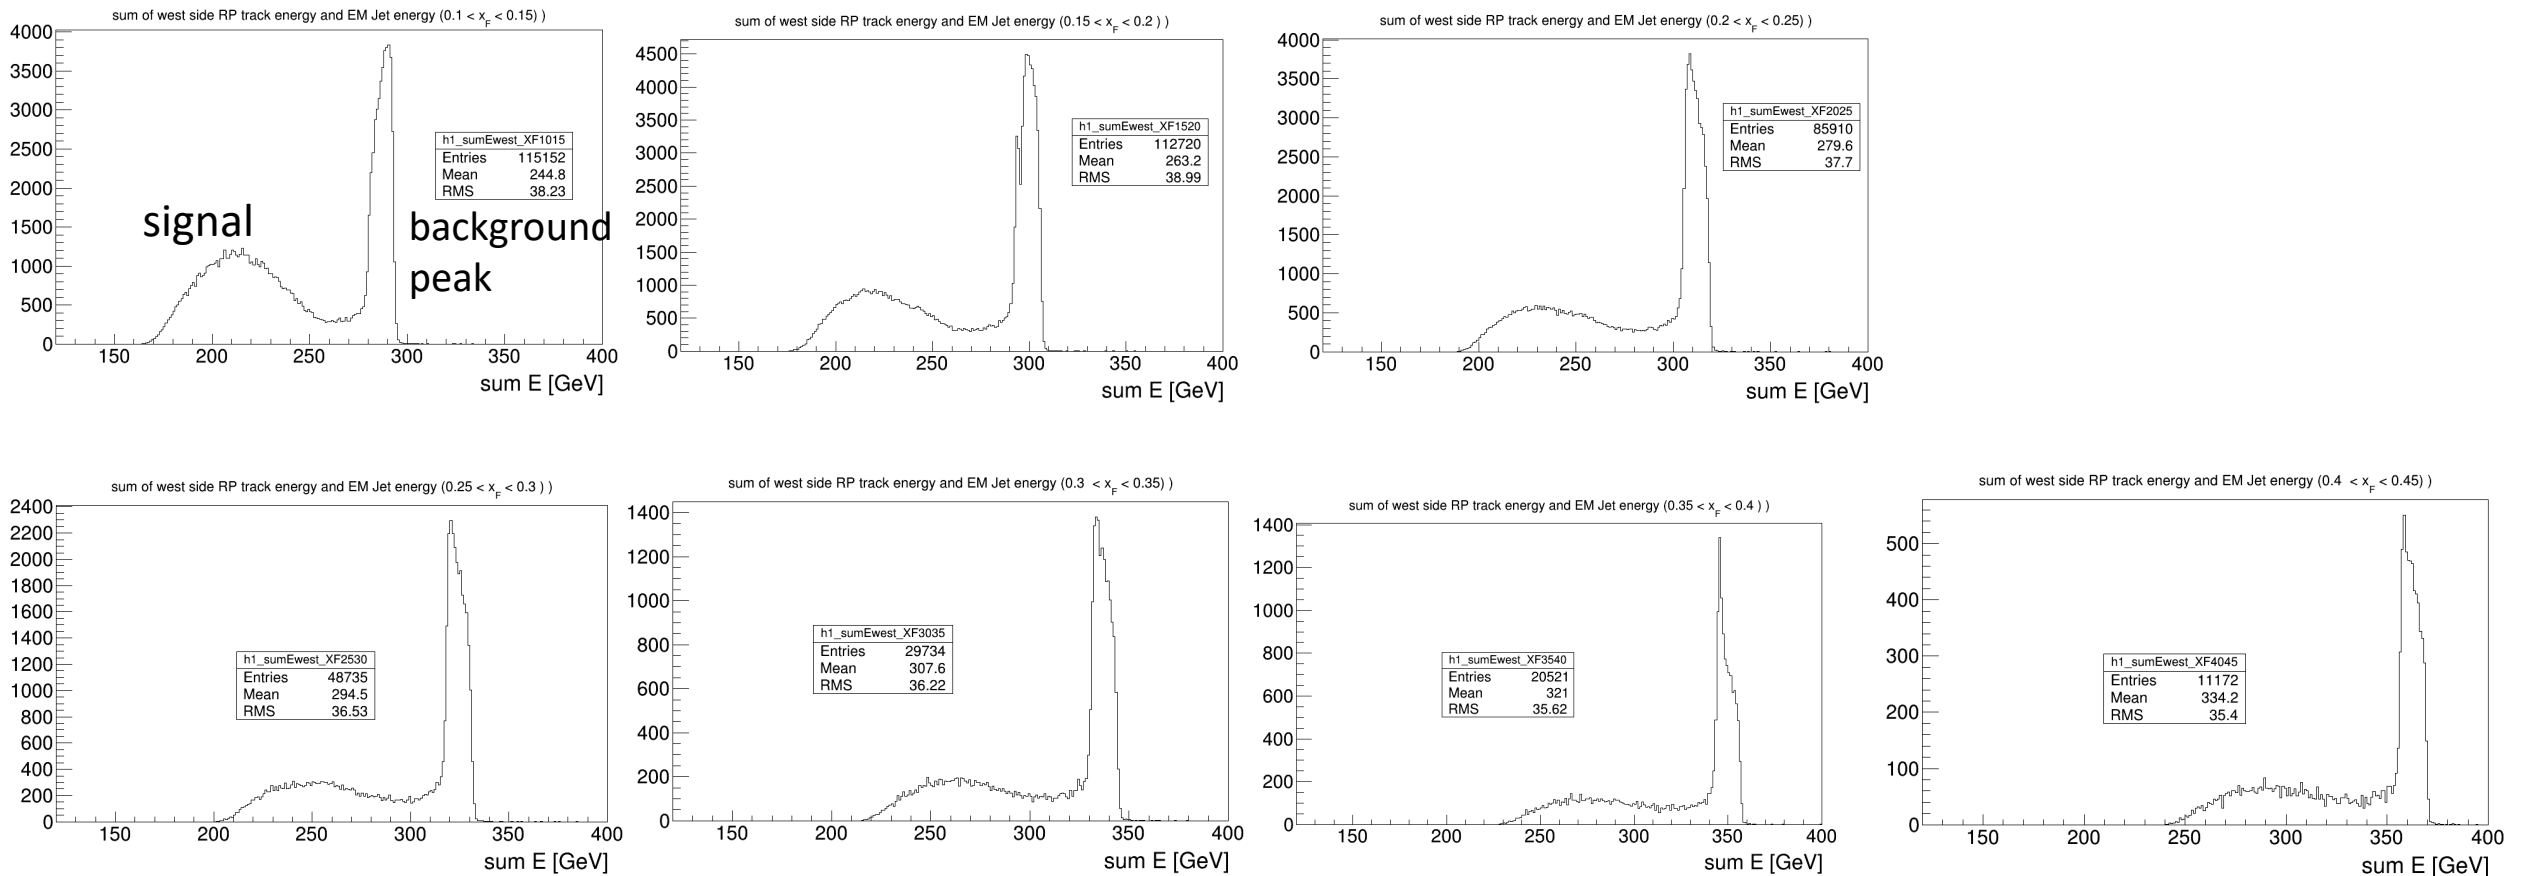 sum of west side RP track energy and EM Jet energy (0.1 < x_F < 0.15) )
4000
3500
3000
2500
2000
1500
1000
500
0
signal
background
peak
h1_sumEwest_XF1015
Entries 115152
Mean 244.8
RMS 38.23
150 200 250 300 350 400
sum E [GeV]
sum of west side RP track energy and EM Jet energy (0.15 < x_F < 0.2 ) )
4500
4000
3500
3000
2500
2000
1500
1000
500
0
h1_sumEwest_XF1520
Entries 112720
Mean 263.2
RMS 38.99
150 200 250 300 350 400
sum E [GeV]
sum of west side RP track energy and EM Jet energy (0.2 < x_F < 0.25) )
4000
3500
3000
2500
2000
1500
1000
500
0
h1_sumEwest_XF2025
Entries 85910
Mean 279.6
RMS 37.7
150 200 250 300 350 400
sum E [GeV]
sum of west side RP track energy and EM Jet energy (0.25 < x_F < 0.3 ) )
2400
2200
2000
1800
1600
1400
1200
1000
800
600
400
200
0
h1_sumEwest_XF2530
Entries 48735
Mean 294.5
RMS 36.53
150 200 250 300 350 400
sum E [GeV]
sum of west side RP track energy and EM Jet energy (0.3 < x_F < 0.35) )
1400
1200
1000
800
600
400
200
0
h1_sumEwest_XF3035
Entries 29734
Mean 307.6
RMS 36.22
150 200 250 300 350 400
sum E [GeV]
sum of west side RP track energy and EM Jet energy (0.35 < x_F < 0.4 ) )
1400
1200
1000
800
600
400
200
0
h1_sumEwest_XF3540
Entries 20521
Mean 321
RMS 35.62
150 200 250 300 350 400
sum E [GeV]
sum of west side RP track energy and EM Jet energy (0.4 < x_F < 0.45) )
500
400
300
200
100
0
h1_sumEwest_XF4045
Entries 11172
Mean 334.2
RMS 35.4
150 200 250 300 350 400
sum E [GeV]